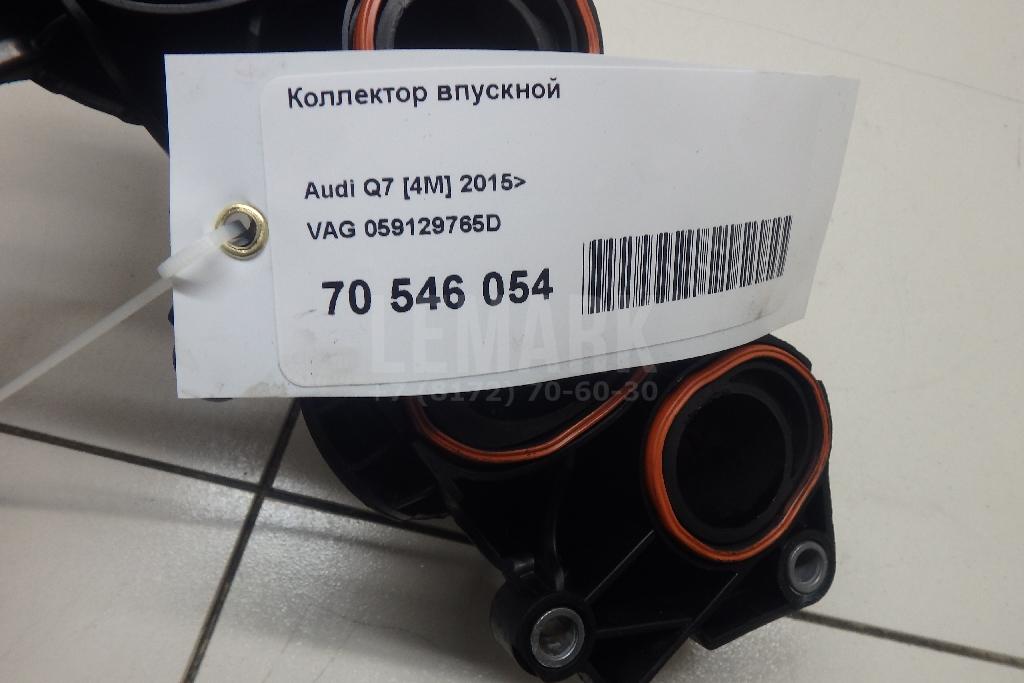 Коллектор впускной
Audi Q7 [4M] 2015>
VAG 059129765D
70 546 054
LEMARK
+7 (8172) 70-60-30